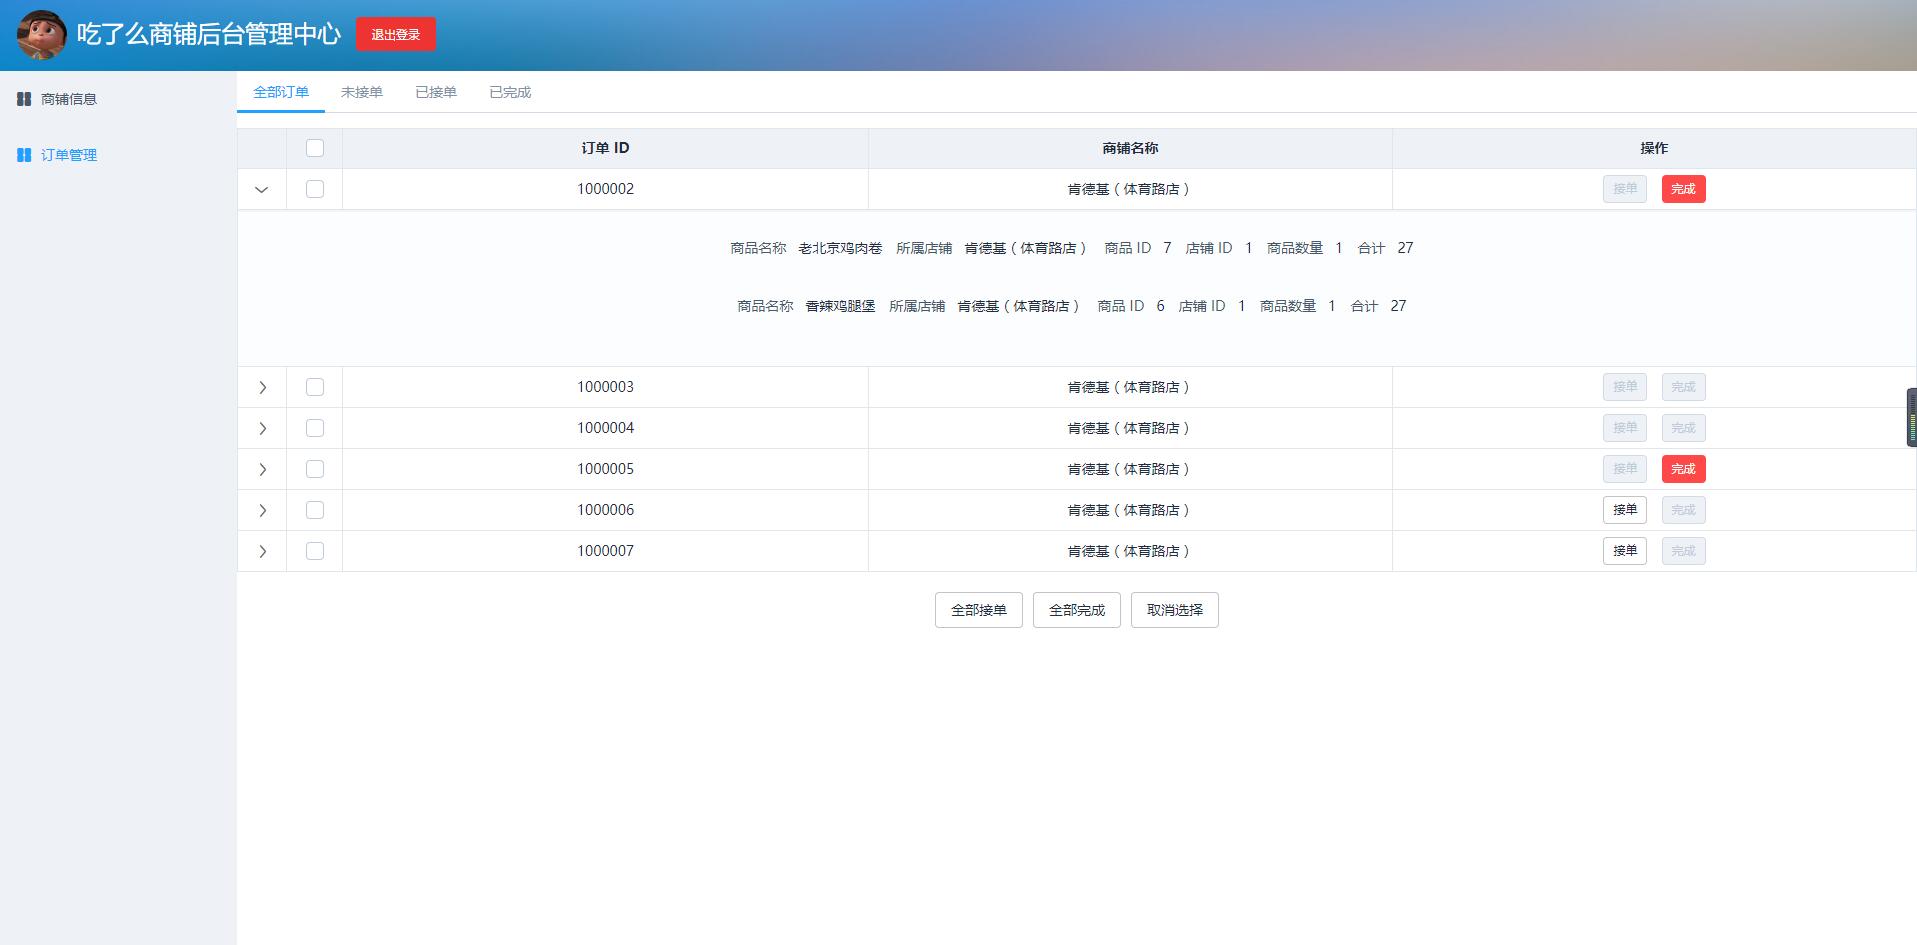 吃了么商铺后台管理中心 退出登录
商铺信息
订单管理
全部订单 未接单 已接单 已完成
订单 ID 商铺名称 操作
1000002 肯德基（体育路店） 接单 完成
商品名称 老北京鸡肉卷 所属店铺 肯德基（体育路店） 商品 ID 7 店铺 ID 1 商品数量 1 合计 27
商品名称 香辣鸡腿堡 所属店铺 肯德基（体育路店） 商品 ID 6 店铺 ID 1 商品数量 1 合计 27
1000003 肯德基（体育路店） 接单 完成
1000004 肯德基（体育路店） 接单 完成
1000005 肯德基（体育路店） 接单 完成
1000006 肯德基（体育路店） 接单 完成
1000007 肯德基（体育路店） 接单 完成
全部接单 全部完成 取消选择